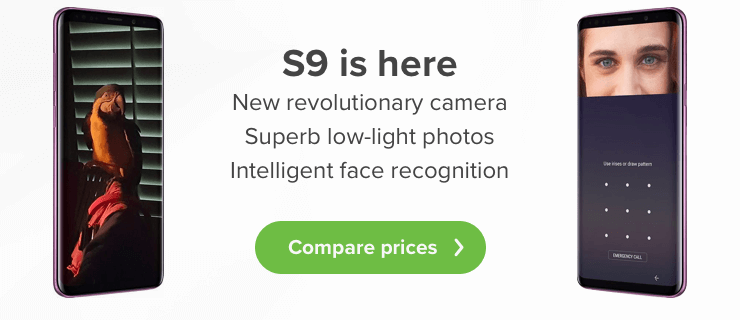 S9 is here
New revolutionary camera
Superb low-light photos
Intelligent face recognition
Compare prices
Use irises or draw pattern
EMERGENCY CALL